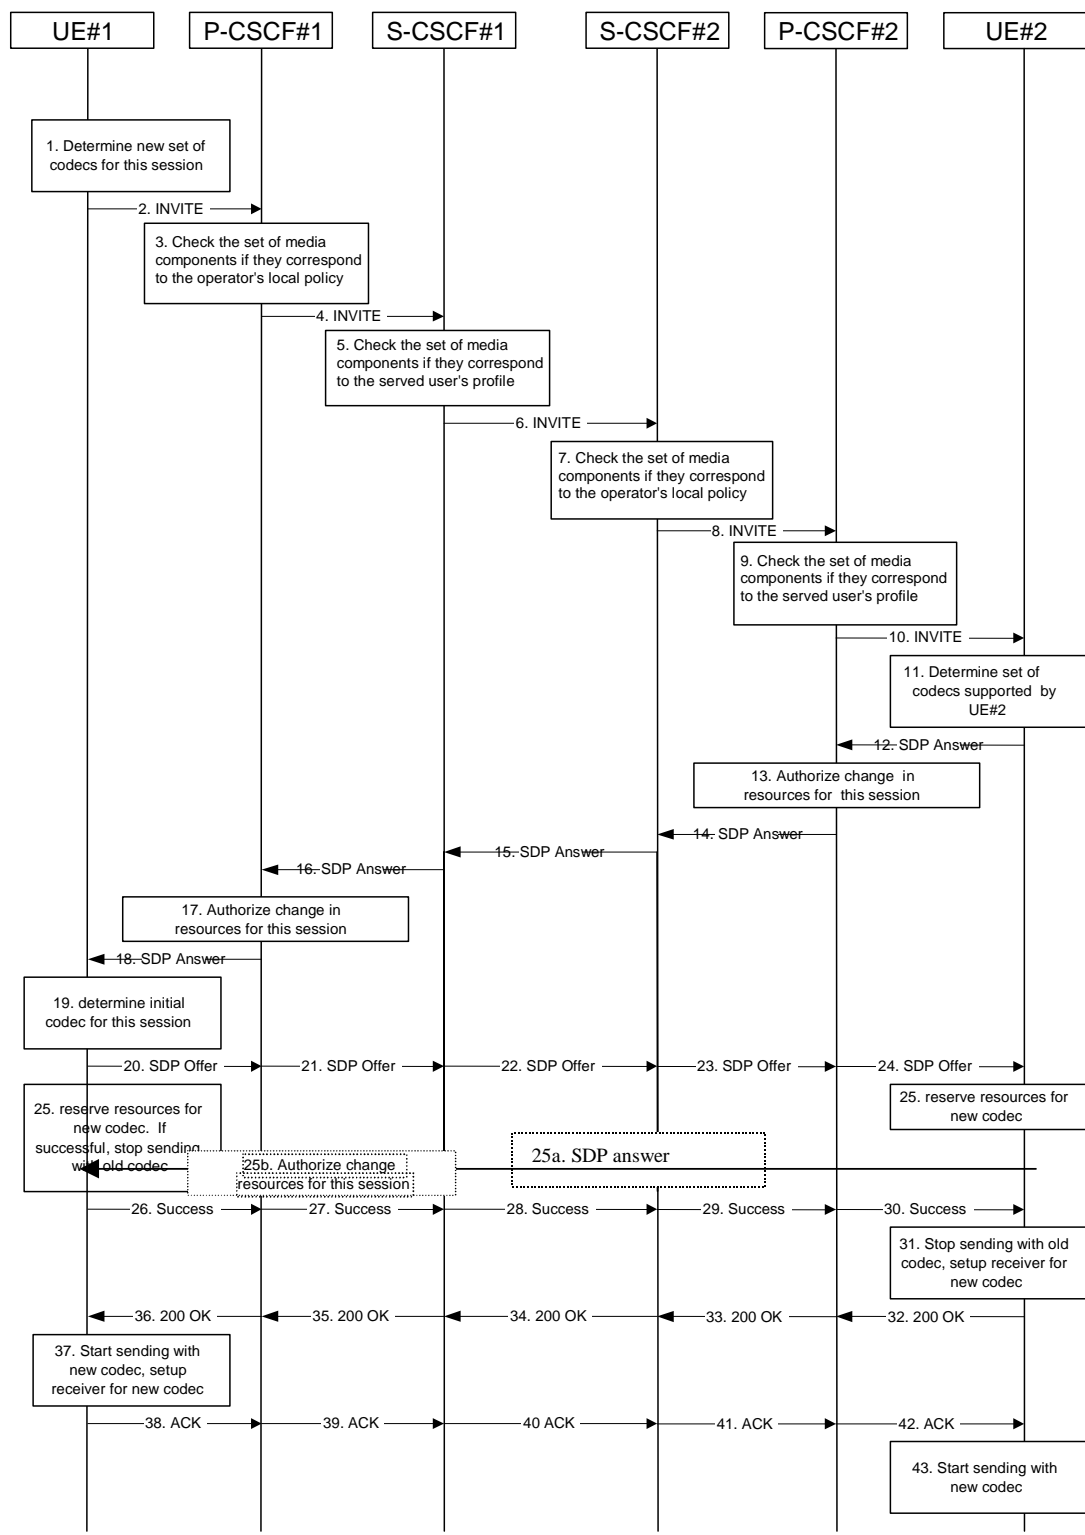 UE#1
P-CSCF#1
S-CSCF#1
S-CSCF#2
P-CSCF#2
UE#2
1. Determine new set of
codecs for this session
2. INVITE
3. Check the set of media
components if they correspond
to the operator's local policy
4. INVITE
5. Check the set of media
components if they correspond
to the served user's profile
6. INVITE
7. Check the set of media
components if they correspond
to the operator's local policy
8. INVITE
9. Check the set of media
components if they correspond
to the served user's profile
10. INVITE
11. Determine set of
codecs supported by
UE#2
12. SDP Answer
13. Authorize change in
resources for this session
14. SDP Answer
15. SDP Answer
16. SDP Answer
17. Authorize change in
resources for this session
18. SDP Answer
19. determine initial
codec for this session
20. SDP Offer
21. SDP Offer
22. SDP Offer
23. SDP Offer
24. SDP Offer
25. reserve resources for
new codec. If
successful, stop sending
with old codec
25. reserve resources for
new codec
25a. SDP answer
25b. Authorize change
resources for this session
26. Success
27. Success
28. Success
29. Success
30. Success
31. Stop sending with old
codec, setup receiver for
new codec
36. 200 OK
35. 200 OK
34. 200 OK
33. 200 OK
32. 200 OK
37. Start sending with
new codec, setup
receiver for new codec
38. ACK
39. ACK
40 ACK
41. ACK
42. ACK
43. Start sending with
new codec